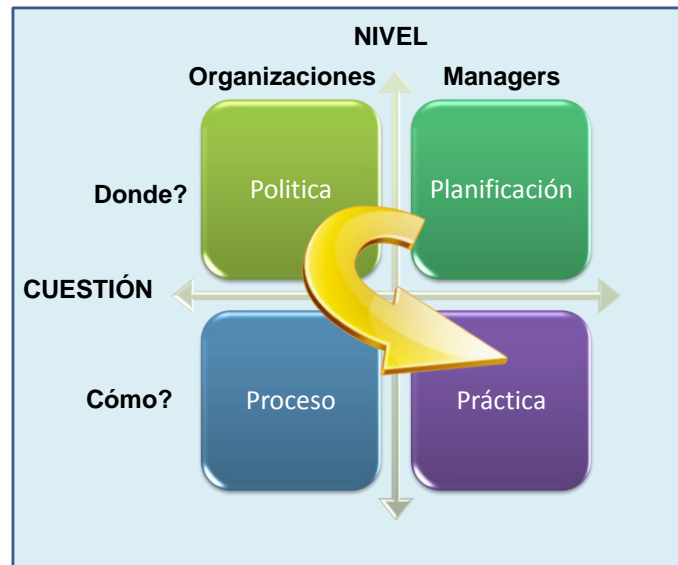 NIVEL
Organizaciones Managers
Donde? Politica Planificación
CUESTIÓN
Cómo? Proceso Práctica